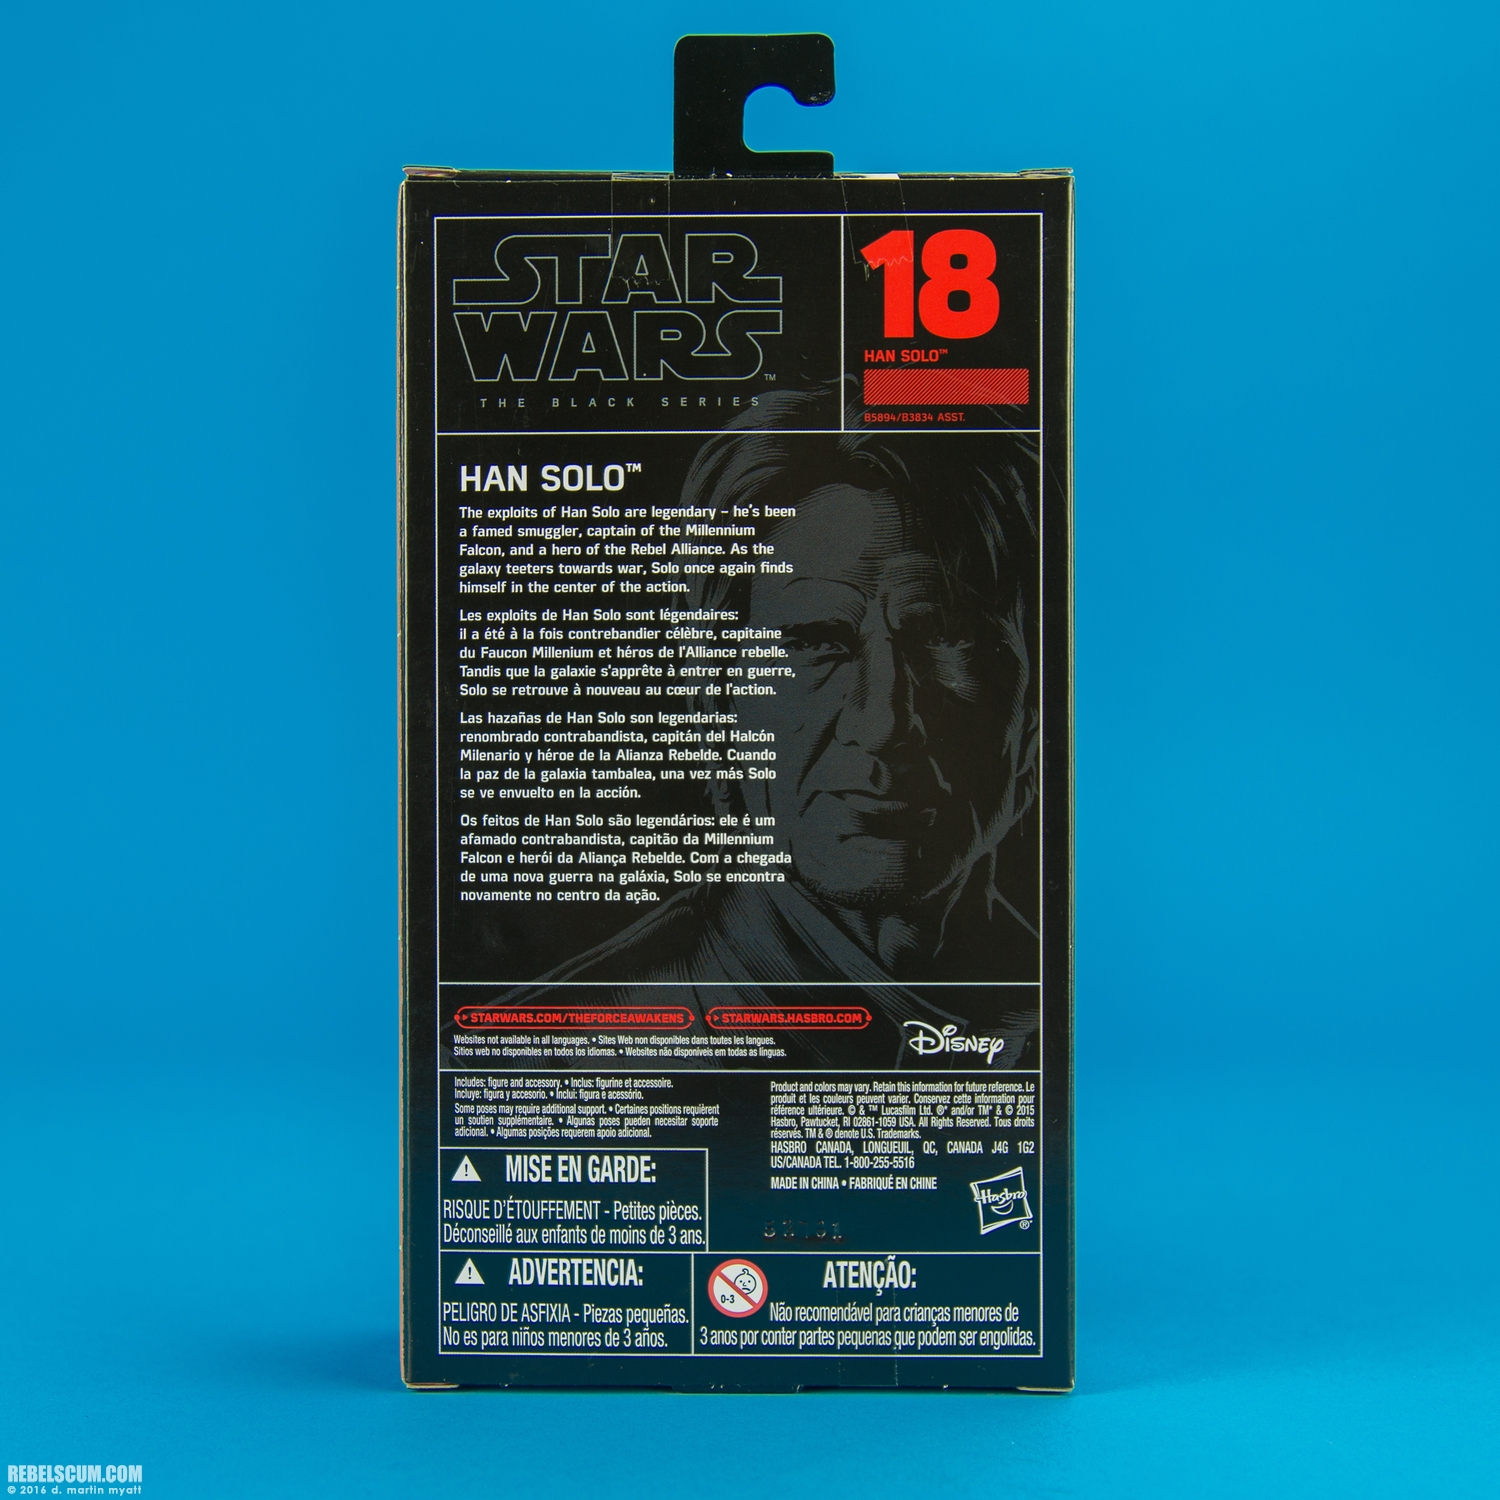 STAR
WARS™
THE BLACK SERIES
18
HAN SOLO™
B5894/B3834 ASST.
HAN SOLO™
The exploits of Han Solo are legendary – he's been
a famed smuggler, captain of the Millennium
Falcon, and a hero of the Rebel Alliance. As the
galaxy teeters towards war, Solo once again finds
himself in the center of the action.
Les exploits de Han Solo sont légendaires:
il a été à la fois contrebandier célèbre, capitaine
du Faucon Millenium et héros de l'Alliance rebelle.
Tandis que la galaxie s'apprête à entrer en guerre,
Solo se retrouve à nouveau au cœur de l'action.
Las hazañas de Han Solo son legendarias:
renombrado contrabandista, capitán del Halcón
Milenario y héroe de la Alianza Rebelde. Cuando
la paz de la galaxia tambalea, una vez más Solo
se ve envuelto en la acción.
Os feitos de Han Solo são legendários: ele é um
afamado contrabandista, capitão da Millennium
Falcon e herói da Aliança Rebelde. Com a chegada
de uma nova guerra na galáxia, Solo se encontra
novamente no centro da ação.
STARWARS.COM/THEFORCEAWAKENS STARWARS.HASBRO.COM
Websites not available in all languages. • Sites Web non disponibles dans toutes les langues.
Sitios web no disponibles en todos los idiomas. • Websites não disponíveis em todas as línguas.
DISNEY
Includes: figure and accessory. • Inclus: figurine et accessoire.
Incluye: figura y accesorio. • Inclui: figura e acessório.
Some poses may require additional support. • Certaines positions requièrent
un soutien supplémentaire. • Algunas poses pueden necesitar soporte
adicional. • Algumas posições requerem apoio adicional.
Product and colors may vary. Retain this information for future reference. Le
produit et les couleurs peuvent varier. Conservez cette information pour
référence ultérieure. © & ™ Lucasfilm Ltd. ®* and/or TM* & © 2015
Hasbro, Pawtucket, RI 02861-1059 USA. All Rights Reserved. Tous droits
réservés. TM & ® denote U.S. Trademarks.
HASBRO CANADA, LONGUEUIL, QC, CANADA J4G 1G2
US/CANADA TEL. 1-800-255-5516
MADE IN CHINA • FABRIQUÉ EN CHINE
Hasbro
®*
MISE EN GARDE:
RISQUE D'ÉTOUFFEMENT - Petites pièces.
Déconseillé aux enfants de moins de 3 ans.
ADVERTENCIA:
PELIGRO DE ASFIXIA - Piezas pequeñas.
No es para niños menores de 3 años.
0-3
ATENÇÃO:
Não recomendável para crianças menores de
3 anos por conter partes pequenas que podem ser engolidas.
REBELSCUM.COM
© 2016 d. martin myatt